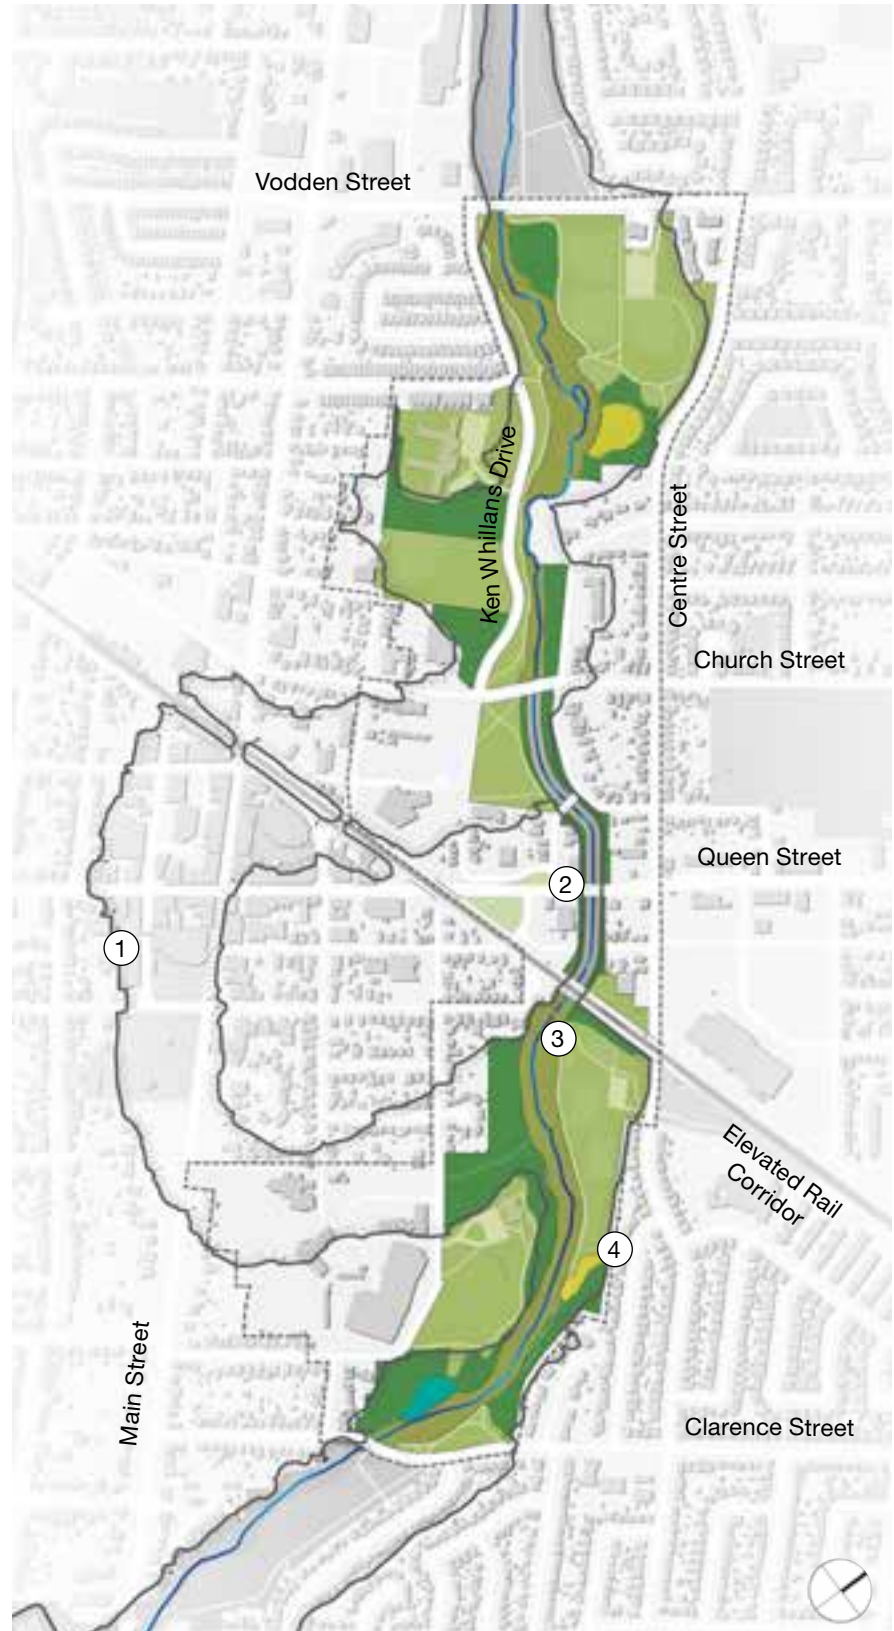 Vodden Street
Ken Whillans Drive
Centre Street
Church Street
Queen Street
2
1
3
Elevated Rail
Corridor
4
Main Street
Clarence Street